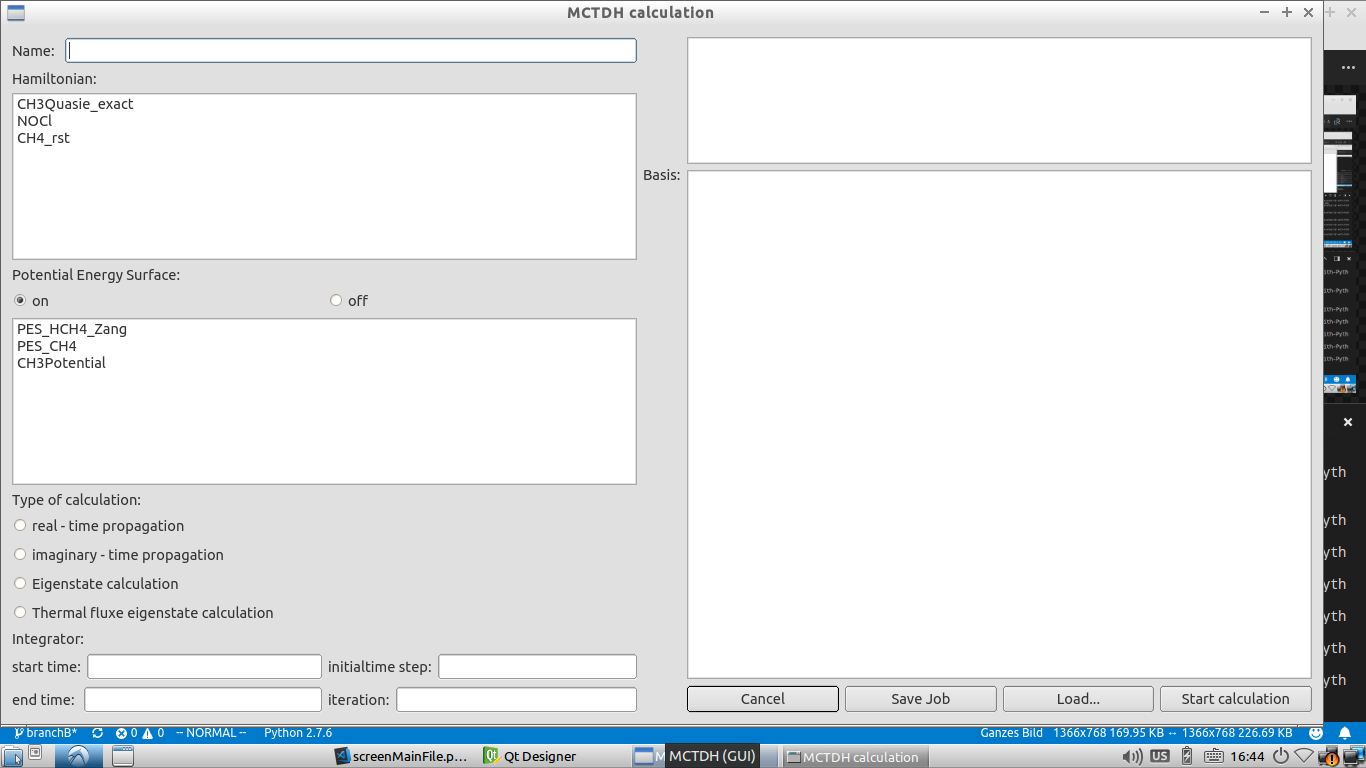 MCTDH calculation
Name:
Hamiltonian:
CH3Quasie_exact
NOCl
CH4_rst
Potential Energy Surface:
on off
PES_HCH4_Zang
PES_CH4
CH3Potential
Type of calculation:
real - time propagation
imaginary - time propagation
Eigenstate calculation
Thermal fluxe eigenstate calculation
Integrator:
start time: initialtime step:
end time: iteration:
Basis:
Cancel Save Job Load... Start calculation
yth
yth
yth
yth
yth
yth
yth
branchB* 0 0 -- NORMAL -- Python 2.7.6 Ganzes Bild 1366x768 169.95 KB ↔ 1366x768 226.69 KB
screenMainFile.p... Qt Designer M MCTDH (GUI) MCTDH calculation US 16:44